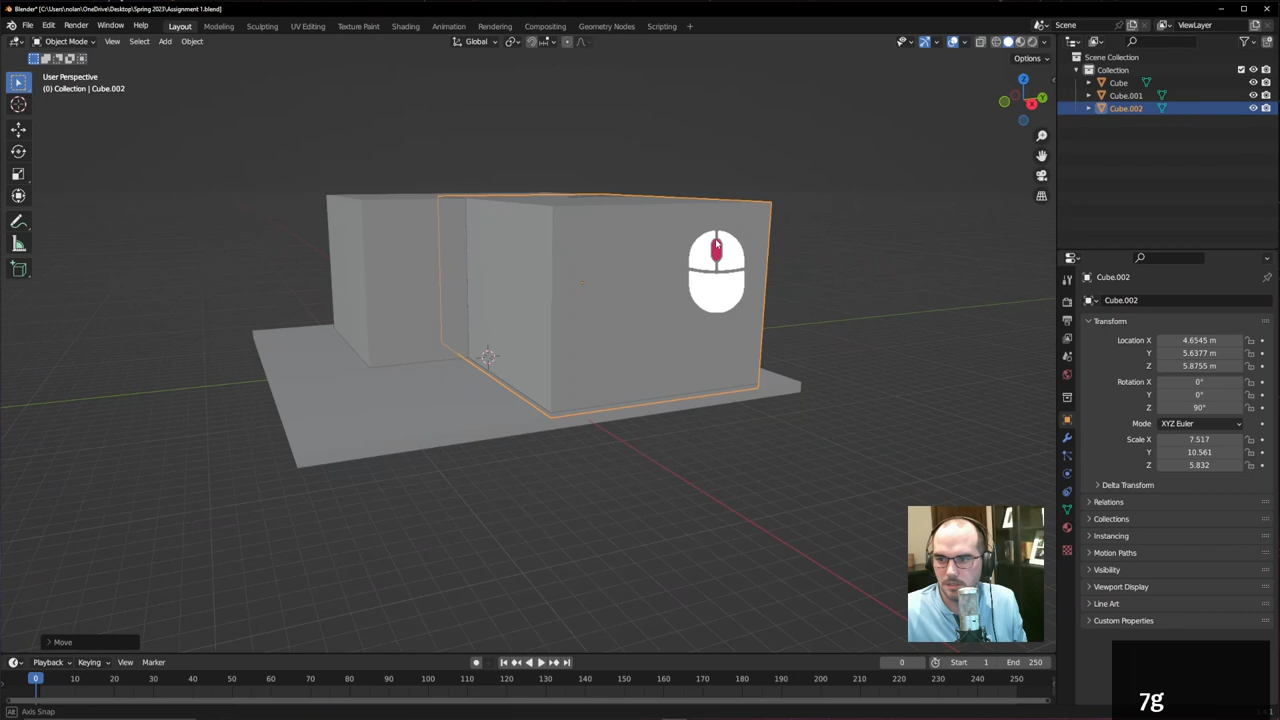 Blender* [C:\Users\nolan\OneDrive\Desktop\Spring 2023\Assignment 1.blend]
File Edit Render Window Help Layout Modeling Sculpting UV Editing Texture Paint Shading Animation Rendering Compositing Geometry Nodes Scripting + Scene ViewLayer
Object Mode View Select Add Object Global
Options
User Perspective
(0) Collection | Cube.002
Scene Collection
Collection
Cube
Cube.001
Cube.002
Z
Y
X
Cube.002
Cube.002
Transform
Location X 4.6545 m
Y 5.6377 m
Z 5.8755 m
Rotation X 0°
Y 0°
Z 90°
Mode XYZ Euler
Scale X 7.517
Y 10.561
Z 5.832
Delta Transform
Relations
Collections
Instancing
Motion Paths
Visibility
Viewport Display
Line Art
Custom Properties
Move
Playback Keying View Marker 0 Start 1 End 250
0 10 20 30 40 50 60 70 80 90 100 110 120 130 140 150 160 170 180 190 200 210 220 230 240 250
7g
Alt Axis Snap